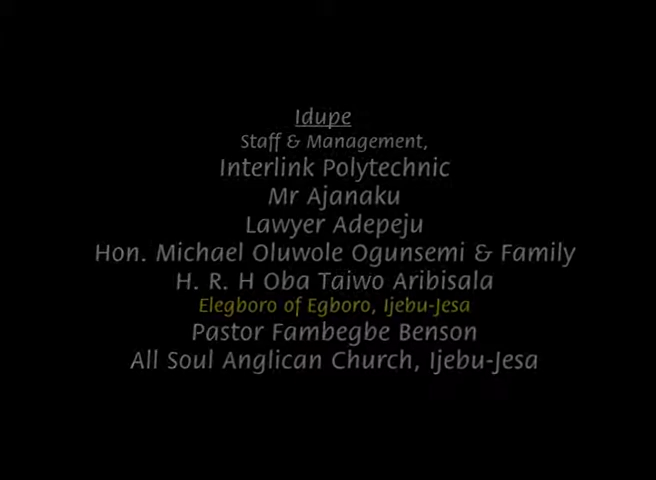 Idupe
Staff & Management,
Interlink Polytechnic
Mr Ajanaku
Lawyer Adepeju
Hon. Michael Oluwole Ogunsemi & Family
H. R. H Oba Taiwo Aribisala
Elegboro of Egboro, Ijebu-Jesa
Pastor Fambegbe Benson
All Soul Anglican Church, Ijebu-Jesa